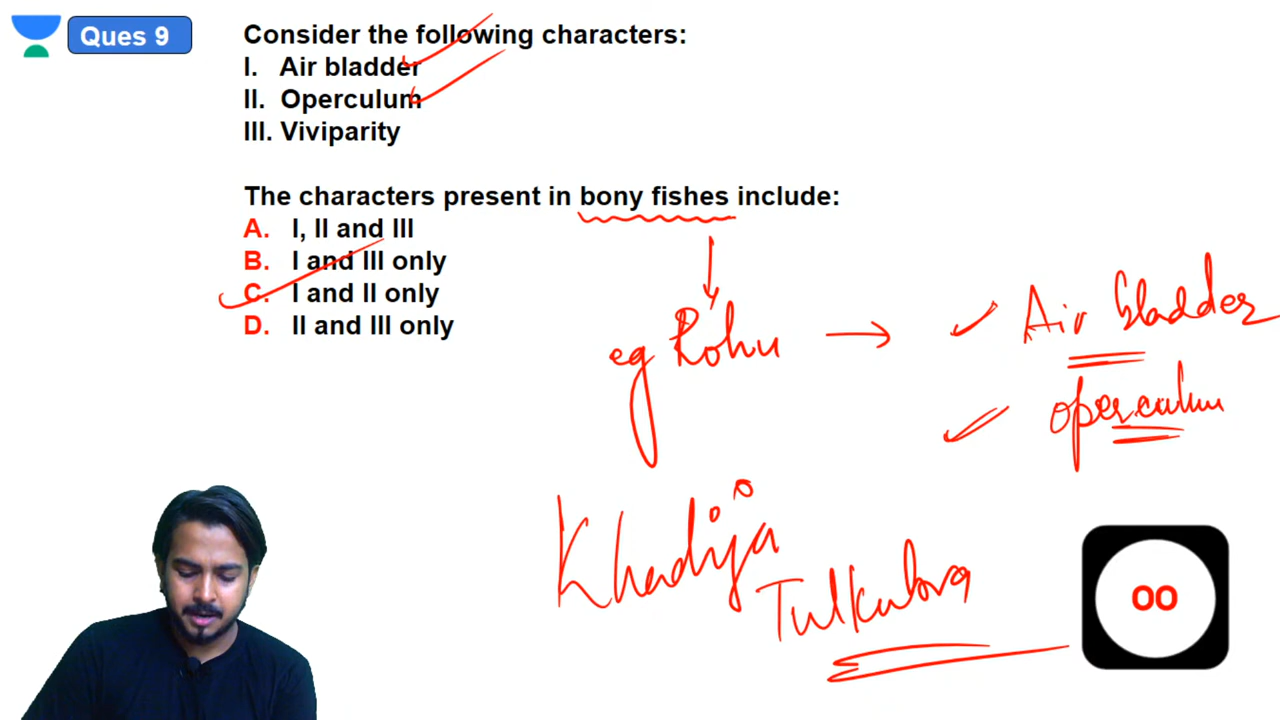 Ques 9
Consider the following characters:
I. Air bladder
II. Operculum
III. Viviparity
The characters present in bony fishes include:
A. I, II and III
B. I and III only
C. I and II only
D. II and III only
eg Rohu → Air bladder
operculum
Khadija
Tulkubra
00